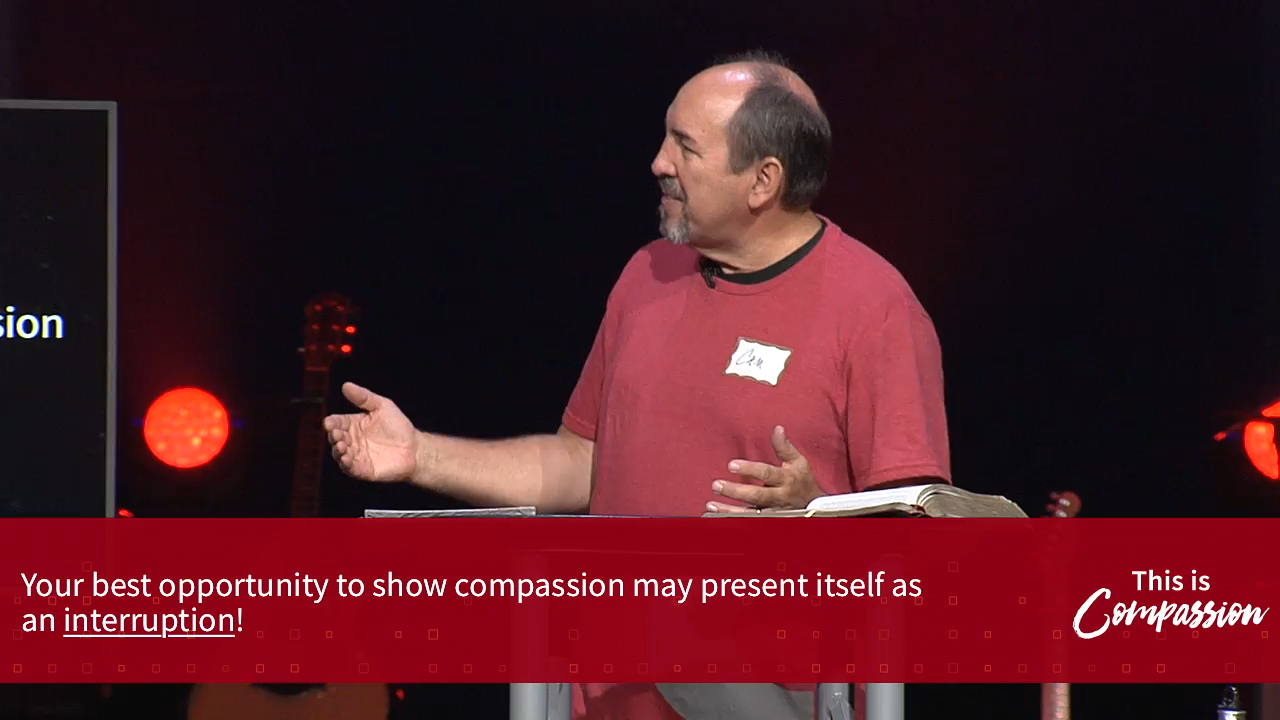 sion
Your best opportunity to show compassion may present itself as
an interruption!
This is
Compassion